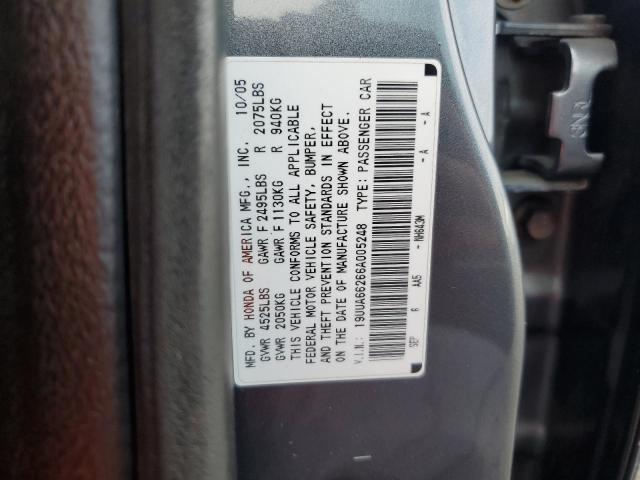 MFD. BY HONDA OF AMERICA MFG., INC. 10/05
GVWR 4525LBS GAWR F 2495LBS R 2075LBS
GVWR 2050KG GAWR F 1130KG R 940KG
THIS VEHICLE CONFORMS TO ALL APPLICABLE
FEDERAL MOTOR VEHICLE SAFETY, BUMPER,
AND THEFT PREVENTION STANDARDS IN EFFECT
ON THE DATE OF MANUFACTURE SHOWN ABOVE.
V.I.N.: 19UUA66266A005248 TYPE: PASSENGER CAR
SEP R AA5 - NH643M - A - A